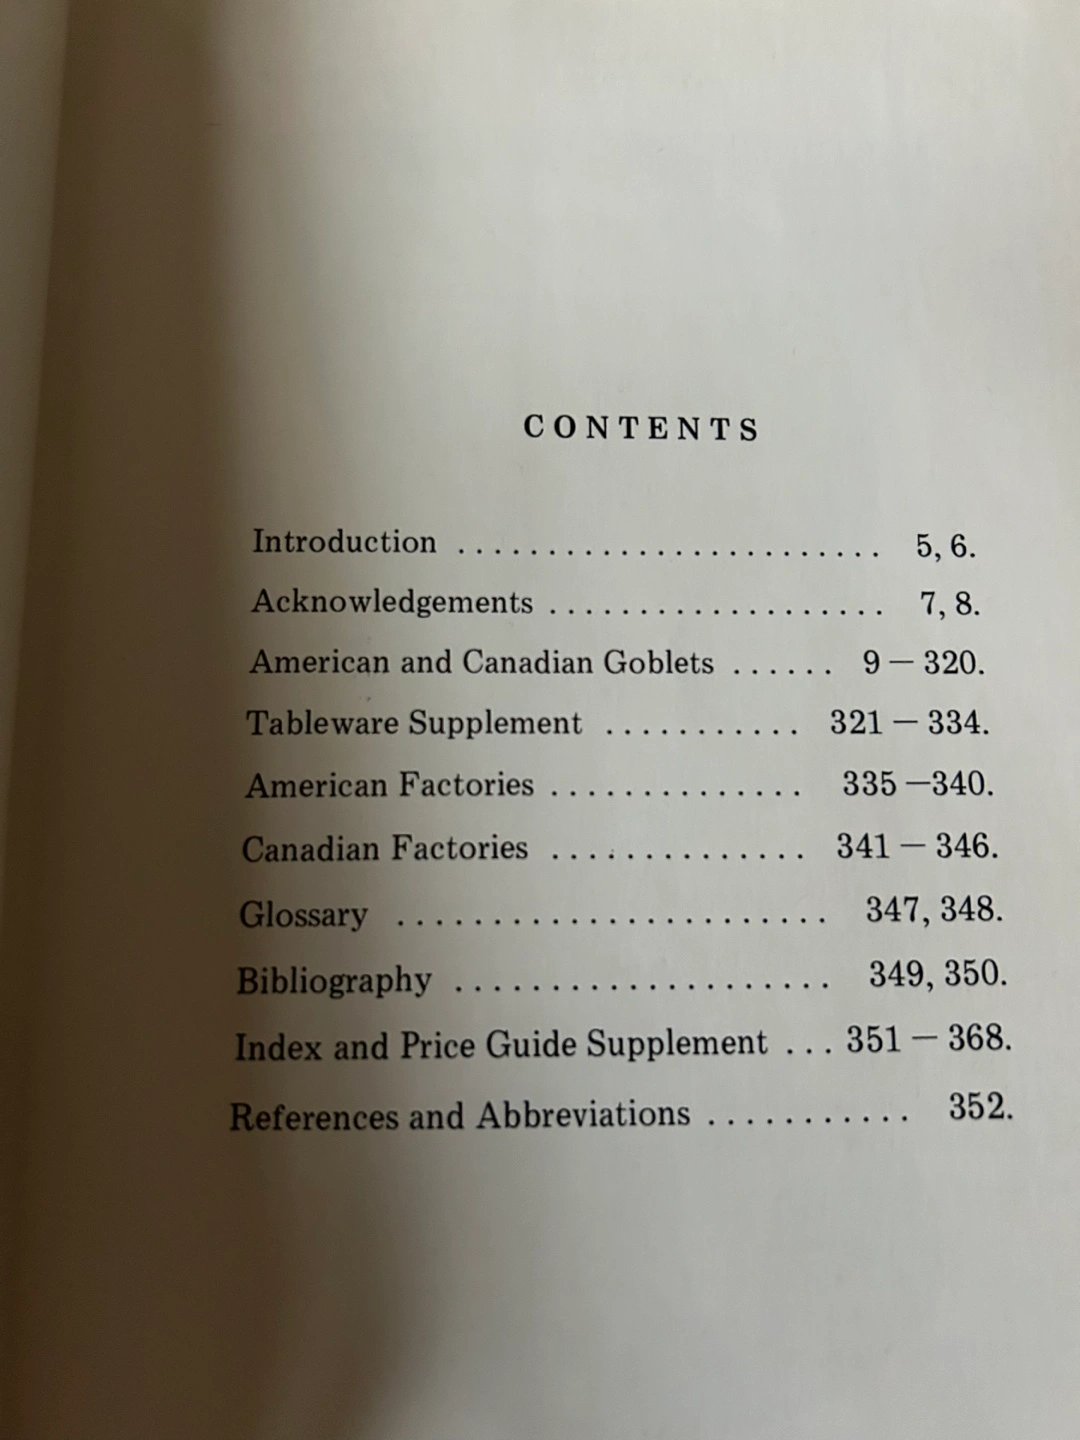 CONTENTS
Introduction ........................ 5, 6.
Acknowledgements ................... 7, 8.
American and Canadian Goblets ...... 9 — 320.
Tableware Supplement ........... 321 — 334.
American Factories .............. 335 —340.
Canadian Factories .............. 341 — 346.
Glossary ........................ 347, 348.
Bibliography ..................... 349, 350.
Index and Price Guide Supplement ... 351 — 368.
References and Abbreviations ........... 352.